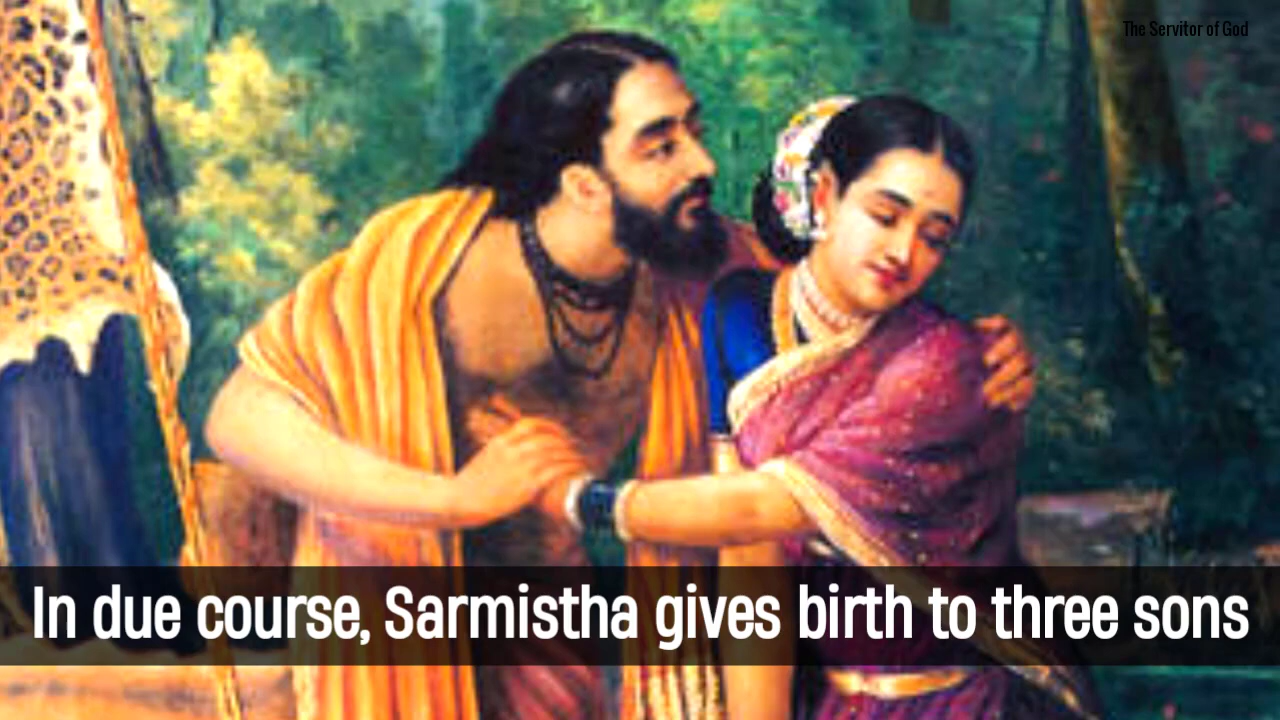 The Servitor of God
In due course, Sarmistha gives birth to three sons